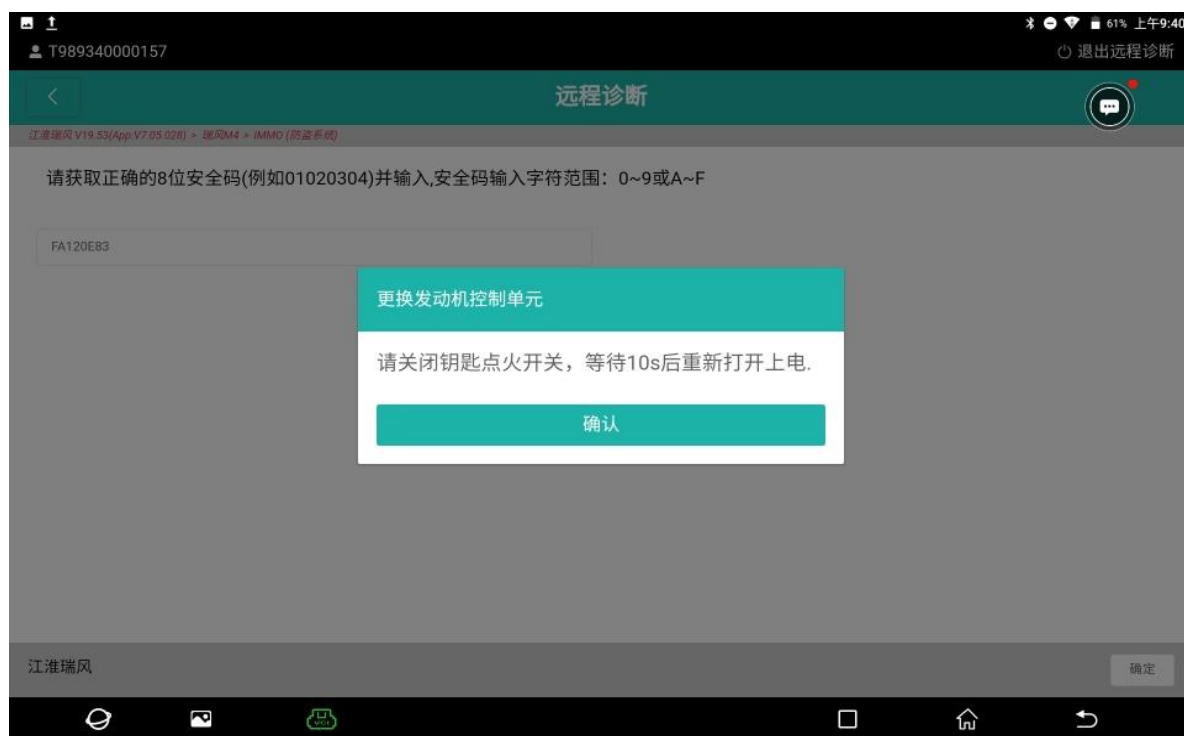 61% 上午9:40
T989340000157
退出远程诊断
远程诊断
江淮瑞风 V19.53(App:V7.05.028) > 瑞风M4 > IMMO (防盗系统)
请获取正确的8位安全码(例如01020304)并输入,安全码输入字符范围：0~9或A~F
FA120E83
更换发动机控制单元
请关闭钥匙点火开关，等待10s后重新打开上电.
确认
江淮瑞风
确定
VCI